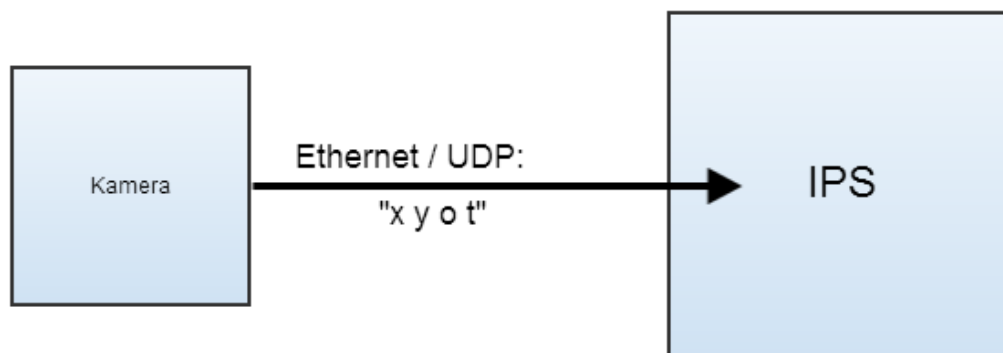 Kamera
Ethernet / UDP:
"x y o t"
IPS